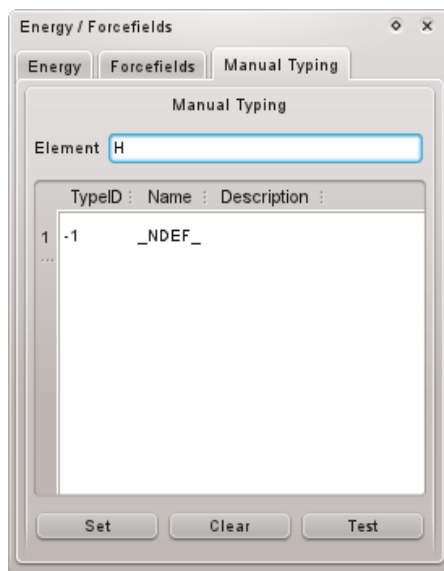 Energy / Forcefields
Energy Forcefields Manual Typing
Manual Typing
Element H
TypeID Name Description
1 -1 _NDEF_
...
Set Clear Test